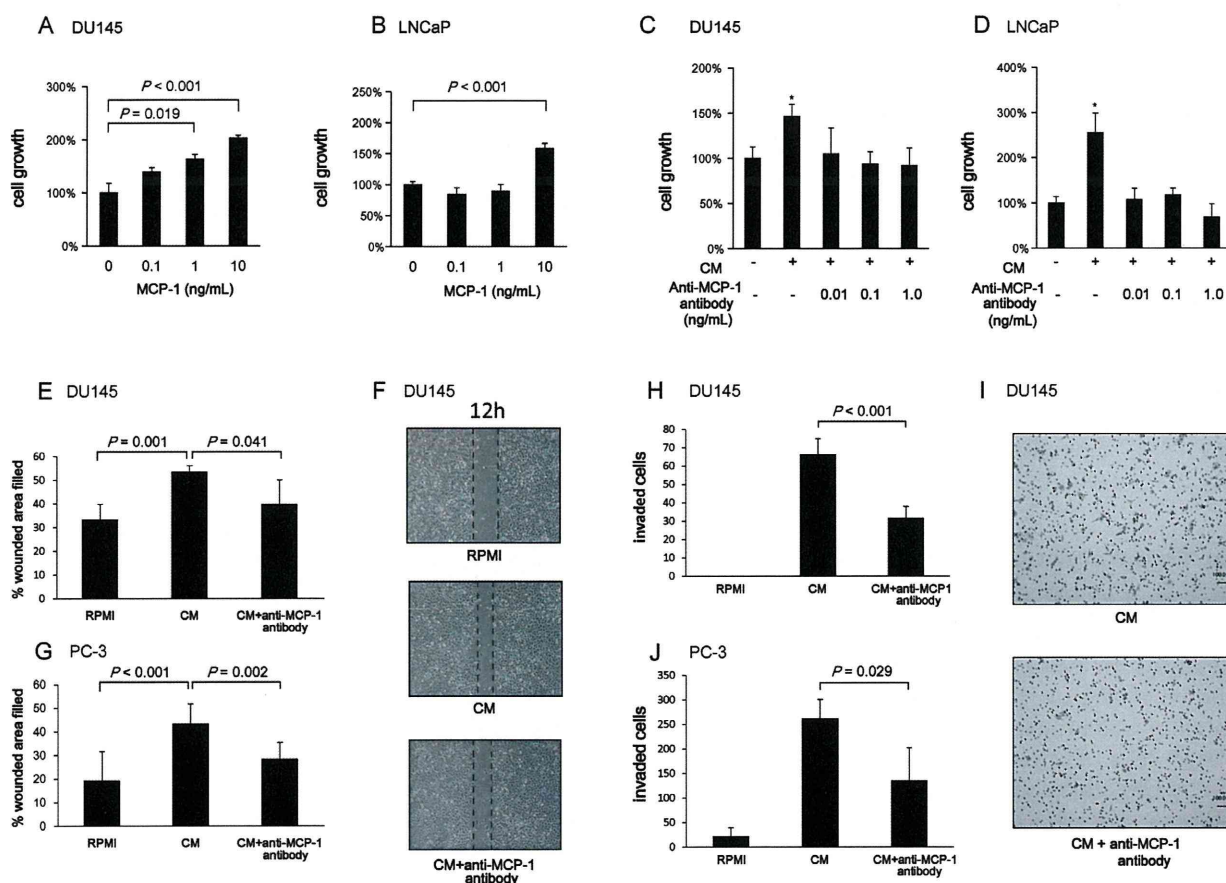 A DU145
300%
200%
100%
0%
cell growth
P < 0.001
P = 0.019
0 0.1 1 10
MCP-1 (ng/mL)
B LNCaP
250%
200%
150%
100%
50%
0%
cell growth
P < 0.001
0 0.1 1 10
MCP-1 (ng/mL)
C DU145
200%
150%
100%
50%
0%
cell growth
*
CM - + + + +
Anti-MCP-1
antibody - - 0.01 0.1 1.0
(ng/mL)
D LNCaP
400%
300%
200%
100%
0%
cell growth
*
CM - + + + +
Anti-MCP-1
antibody - - 0.01 0.1 1.0
(ng/mL)
E DU145
% wounded area filled
60
50
40
30
20
10
0
P = 0.001 P = 0.041
RPMI CM CM+anti-MCP-1
antibody
F DU145
12h
RPMI
CM
CM+anti-MCP-1
antibody
G PC-3
% wounded area filled
60
50
40
30
20
10
0
P < 0.001 P = 0.002
RPMI CM CM+anti-MCP-1
antibody
H DU145
invaded cells
80
70
60
50
40
30
20
10
0
P < 0.001
RPMI CM CM+anti-MCP1
antibody
I DU145
CM
CM + anti-MCP-1
antibody
J PC-3
invaded cells
350
300
250
200
150
100
50
0
P = 0.029
RPMI CM CM+anti-MCP-1
antibody